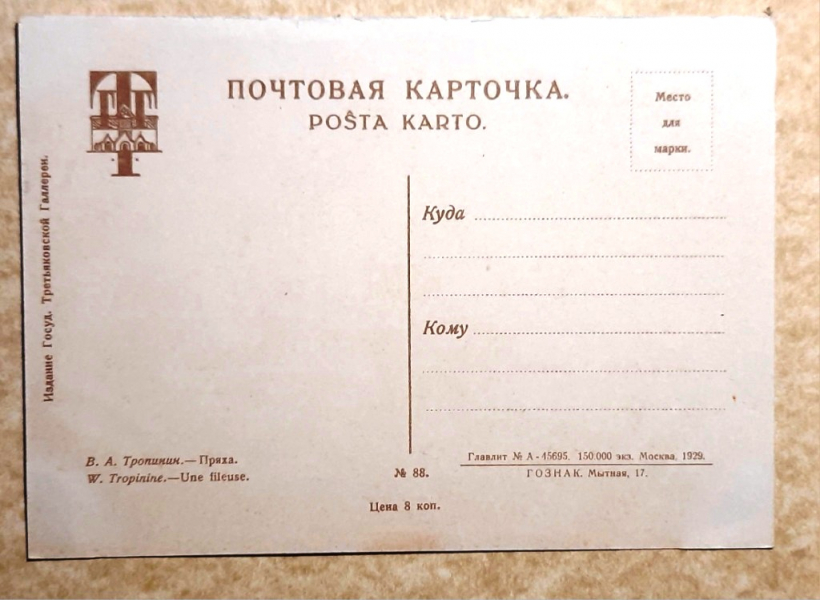 ПОЧТОВАЯ КАРТОЧКА.
POŜTA KARTO.
Место
для
марки.
Издание Госуд. Третьяковской Галлереи.
Куда
Кому
В. А. Тропинин.—Пряха.
W. Tropinine.—Une fileuse.
№ 88.
Главлит № А-45695. 150.000 экз. Москва, 1929.
ГОЗНАК. Мытная, 17.
Цена 8 коп.